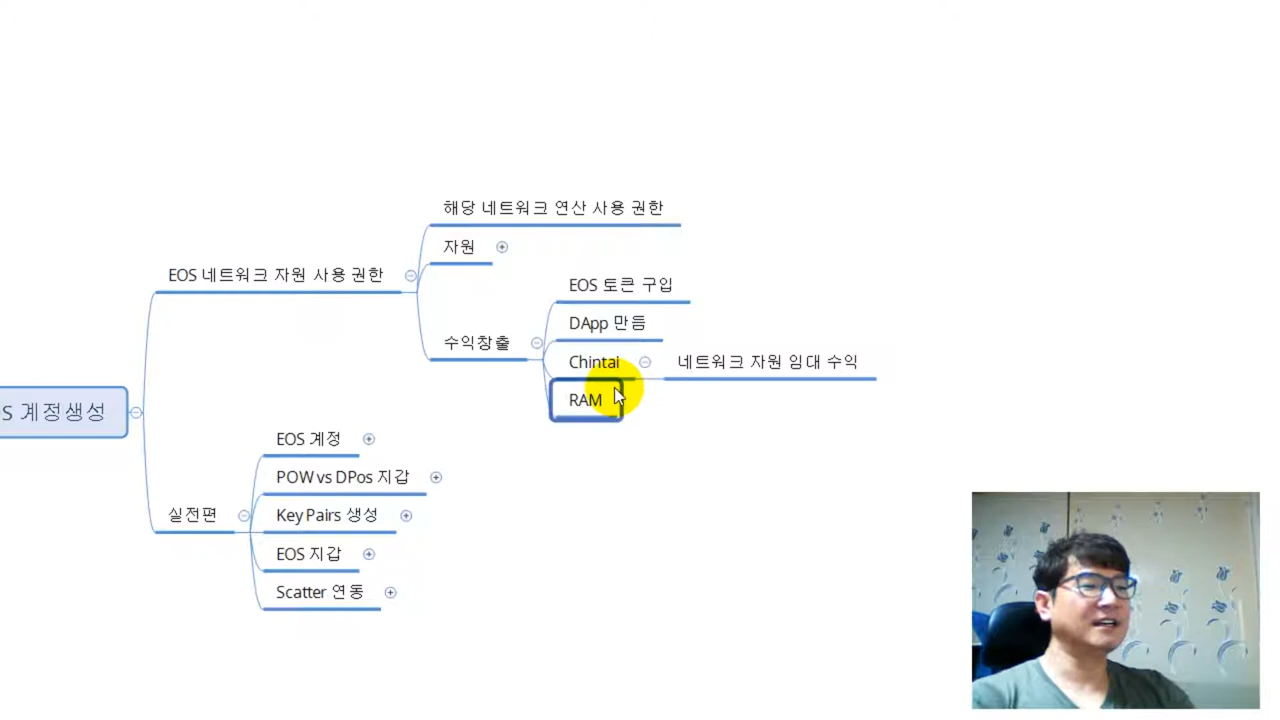 S 계정생성
EOS 네트워크 자원 사용 권한
해당 네트워크 연산 사용 권한
자원
수익창출
EOS 토큰 구입
DApp 만듬
Chintai
네트워크 자원 임대 수익
RAM
실전편
EOS 계정
POW vs DPos 지갑
Key Pairs 생성
EOS 지갑
Scatter 연동